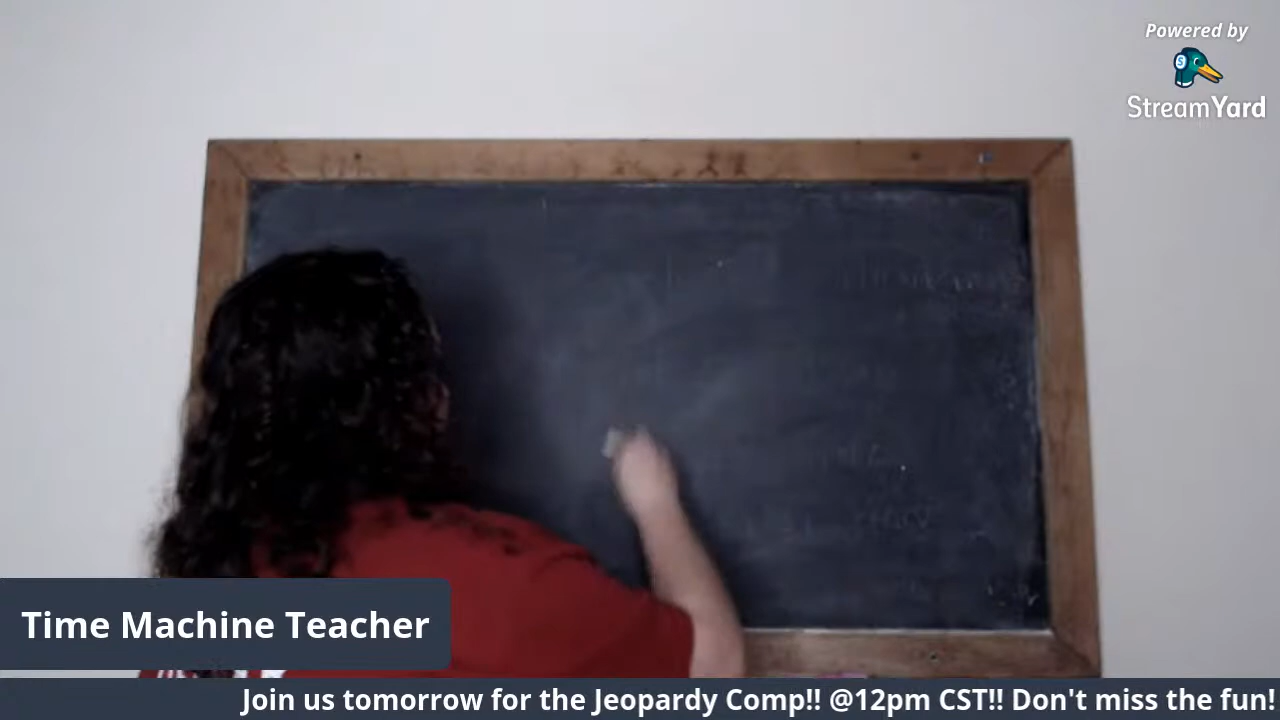 Powered by
StreamYard
Time Machine Teacher
Join us tomorrow for the Jeopardy Comp!! @12pm CST!! Don't miss the fun!